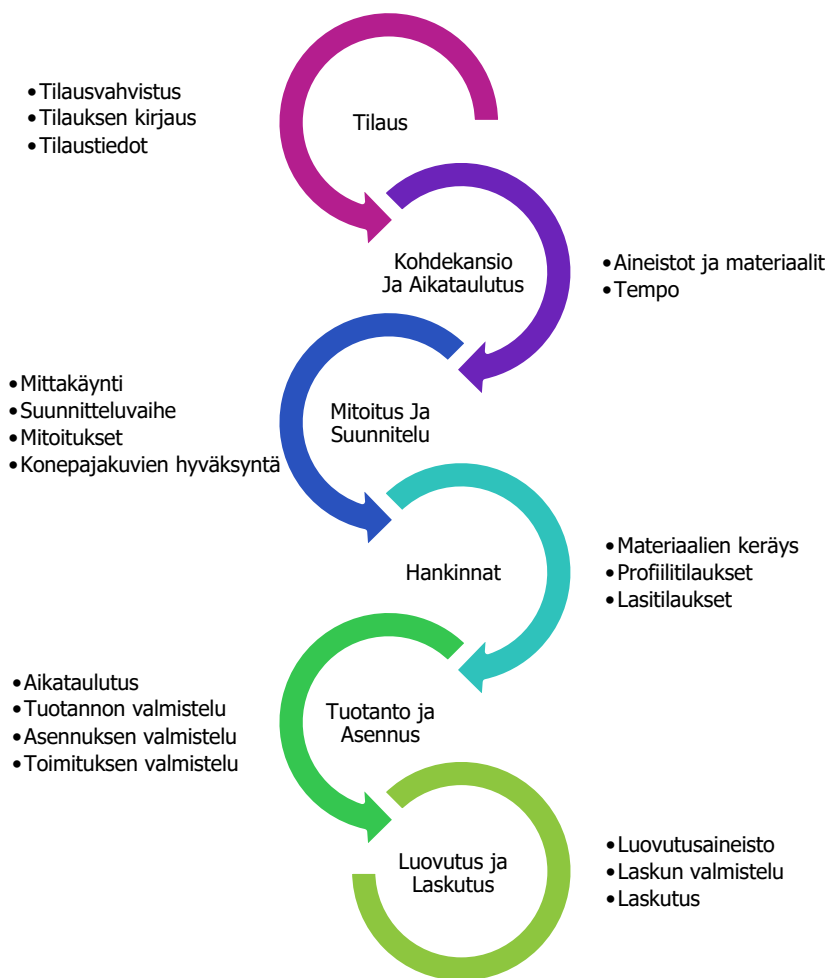 •Tilausvahvistus
•Tilauksen kirjaus
•Tilaustiedot
Tilaus
Kohdekansio
Ja Aikataulutus
•Aineistot ja materiaalit
•Tempo
•Mittakäynti
•Suunnitteluvaihe
•Mitoitukset
•Konepajakuvien hyväksyntä
Mitoitus Ja
Suunnitelu
Hankinnat
•Materiaalien keräys
•Profiilitilaukset
•Lasitilaukset
•Aikataulutus
•Tuotannon valmistelu
•Asennuksen valmistelu
•Toimituksen valmistelu
Tuotanto ja
Asennus
Luovutus ja
Laskutus
•Luovutusaineisto
•Laskun valmistelu
•Laskutus